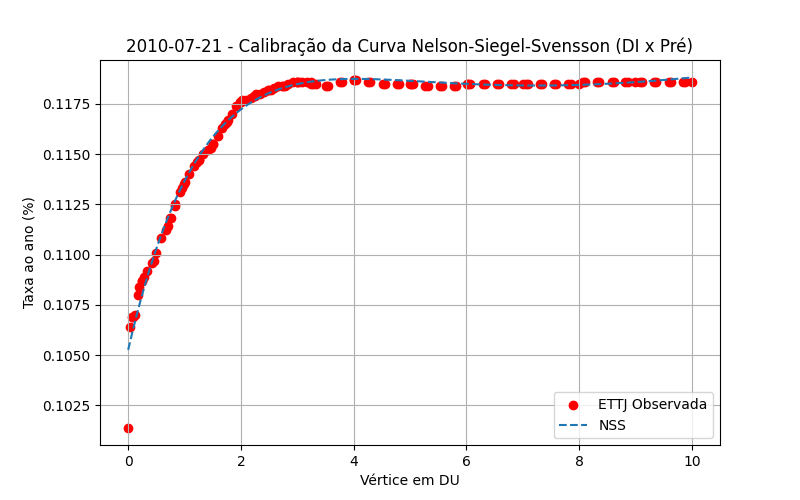 2010-07-21 - Calibração da Curva Nelson-Siegel-Svensson (DI x Pré)
Taxa ao ano (%)
0.1175
0.1150
0.1125
0.1100
0.1075
0.1050
0.1025
ETTJ Observada
NSS
0 2 4 6 8 10
Vértice em DU